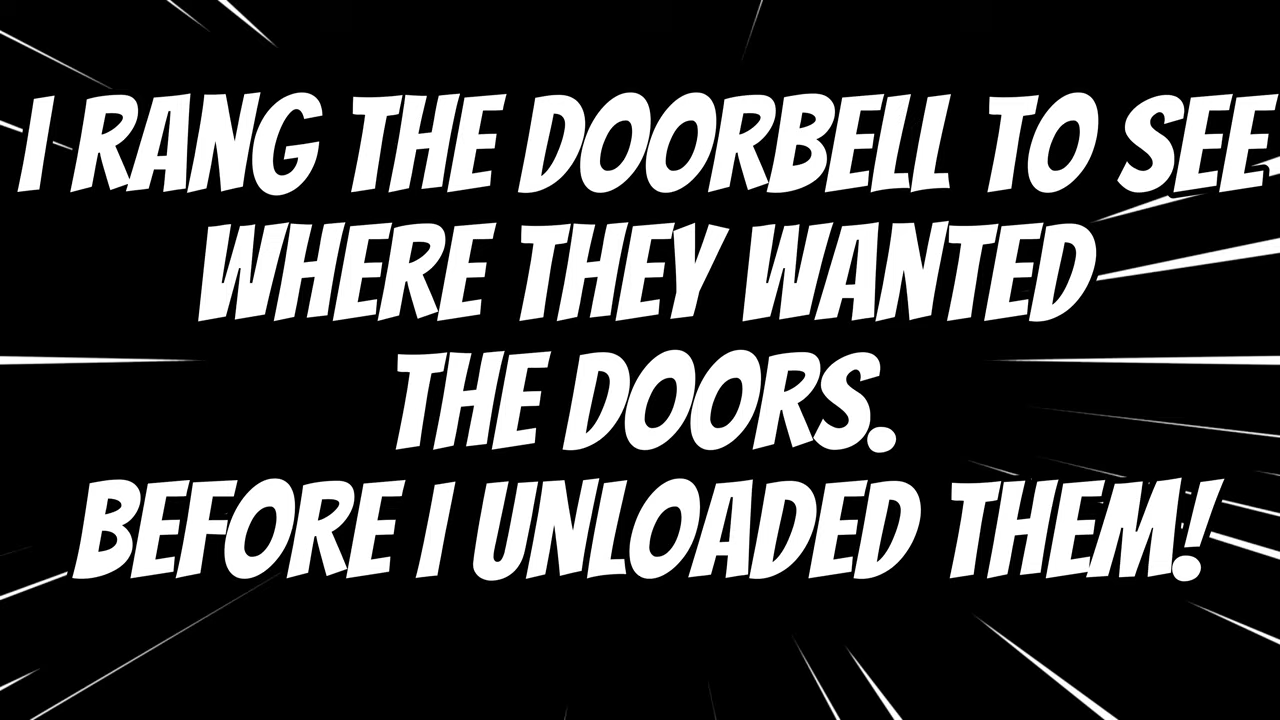 I RANG THE DOORBELL TO SEE
WHERE THEY WANTED
THE DOORS.
BEFORE I UNLOADED THEM!